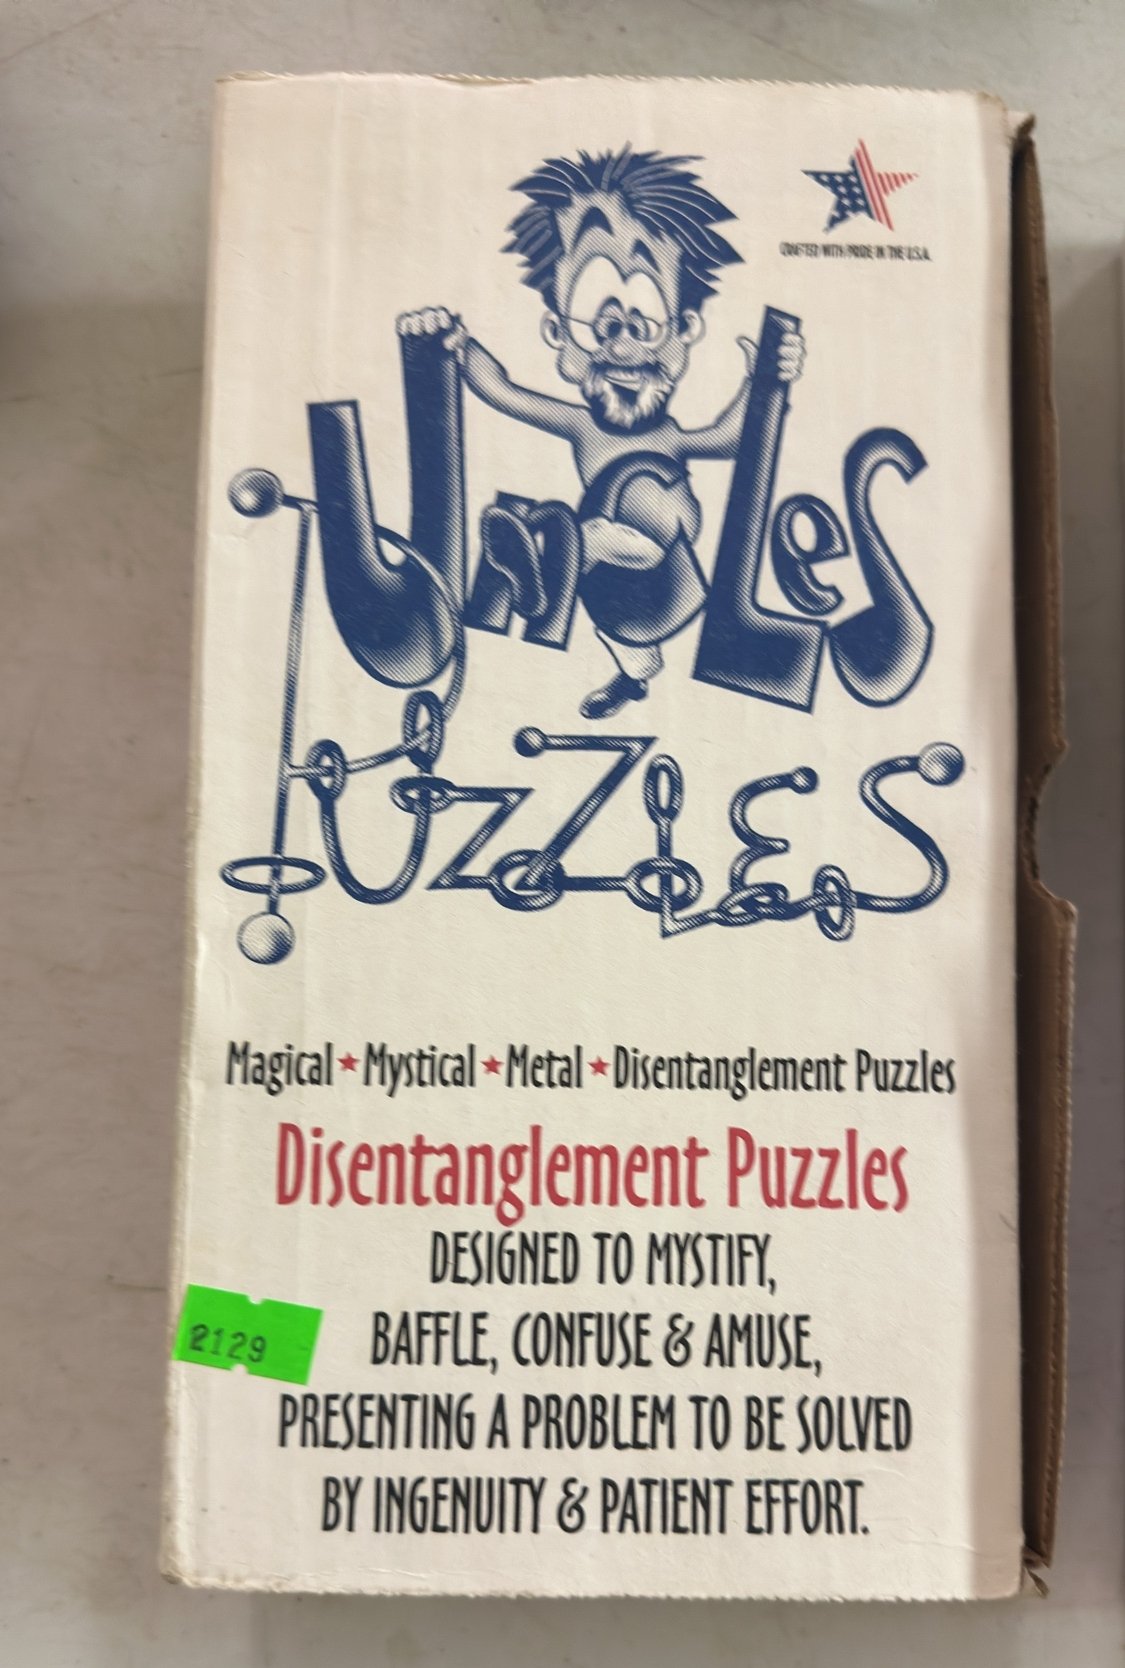 CRAFTED WITH PRIDE IN THE U.S.A.
UNCLES
PUZZLES
Magical ★ Mystical ★ Metal ★ Disentanglement Puzzles
Disentanglement Puzzles
DESIGNED TO MYSTIFY,
BAFFLE, CONFUSE & AMUSE,
2129
PRESENTING A PROBLEM TO BE SOLVED
BY INGENUITY & PATIENT EFFORT.